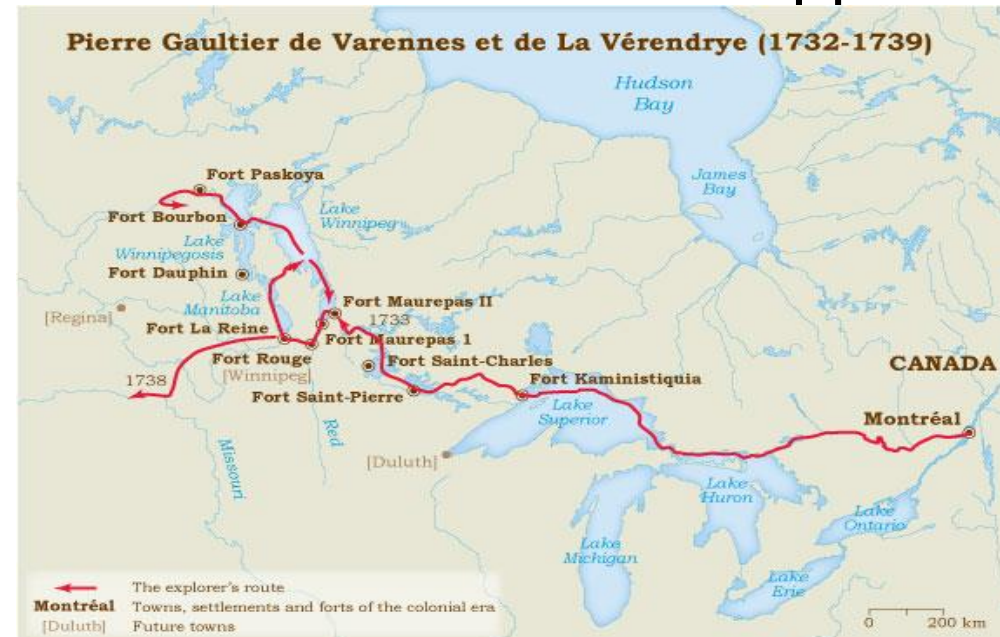 Pierre Gaultier de Varennes et de La Vérendrye (1732-1739)
Hudson
Bay
James
Bay
Fort Paskoya
Lake
Winnipeg
Fort Bourbon
Lake
Winnipegosis
Fort Dauphin
Lake
Manitoba
[Regina]
Fort Maurepas II
1733
Fort La Reine
Fort Maurepas 1
Fort Rouge
[Winnipeg]
Fort Saint-Charles
CANADA
1738
Fort Kaministiquia
Fort Saint-Pierre
Lake
Superior
Montréal
Red
Missouri
[Duluth]
Lake
Huron
Lake
Ontario
Lake
Michigan
Lake
Erie
The explorer's route
Montréal Towns, settlements and forts of the colonial era
[Duluth] Future towns
0 200 km